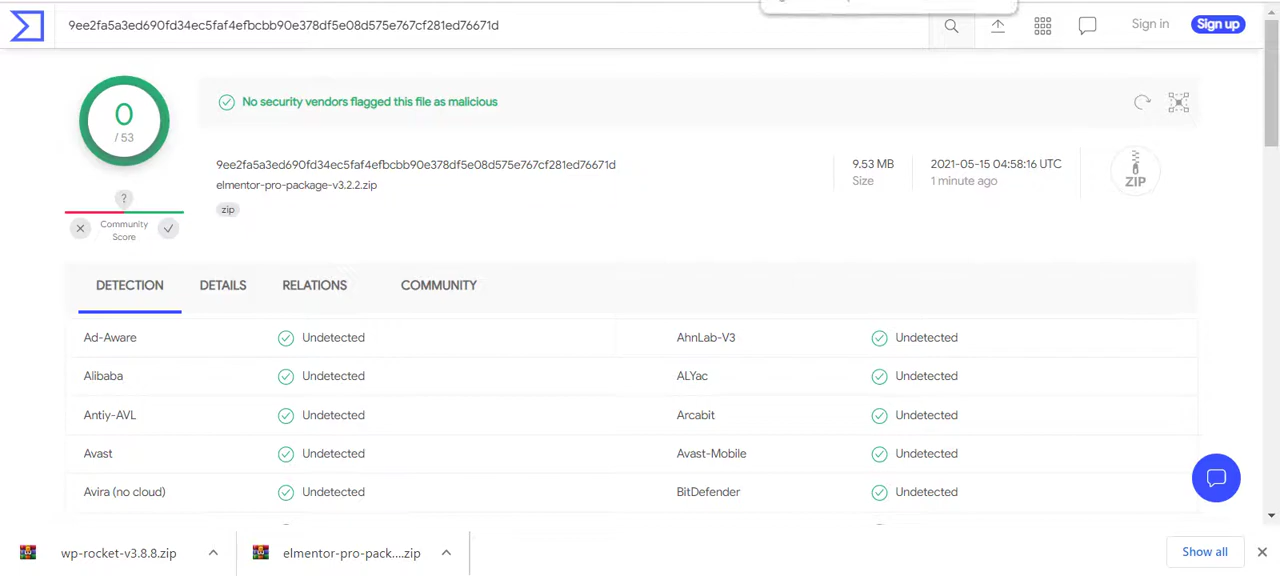 9ee2fa5a3ed690fd34ec5faf4efbcbb90e378df5e08d575e767cf281ed76671d
Sign in
Sign up
0
/ 53
No security vendors flagged this file as malicious
9ee2fa5a3ed690fd34ec5faf4efbcbb90e378df5e08d575e767cf281ed76671d
elmentor-pro-package-v3.2.2.zip
zip
9.53 MB
Size
2021-05-15 04:58:16 UTC
1 minute ago
ZIP
?
Community
Score
DETECTION
DETAILS
RELATIONS
COMMUNITY
Ad-Aware
Undetected
AhnLab-V3
Undetected
Alibaba
Undetected
ALYac
Undetected
Antiy-AVL
Undetected
Arcabit
Undetected
Avast
Undetected
Avast-Mobile
Undetected
Avira (no cloud)
Undetected
BitDefender
Undetected
wp-rocket-v3.8.8.zip
elmentor-pro-pack....zip
Show all